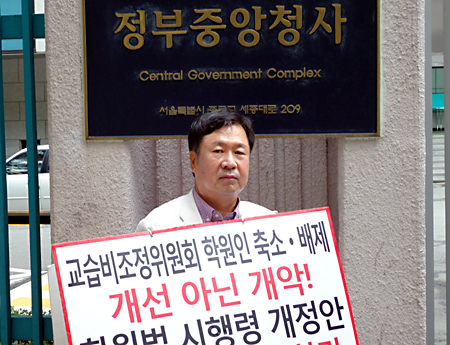 정부중앙청사
Central Government Complex
서울특별시 종로구 세종대로 209
교습비조정위원회 학원인 축소·배제
개선 아닌 개악!
학원법 시행령 개정안